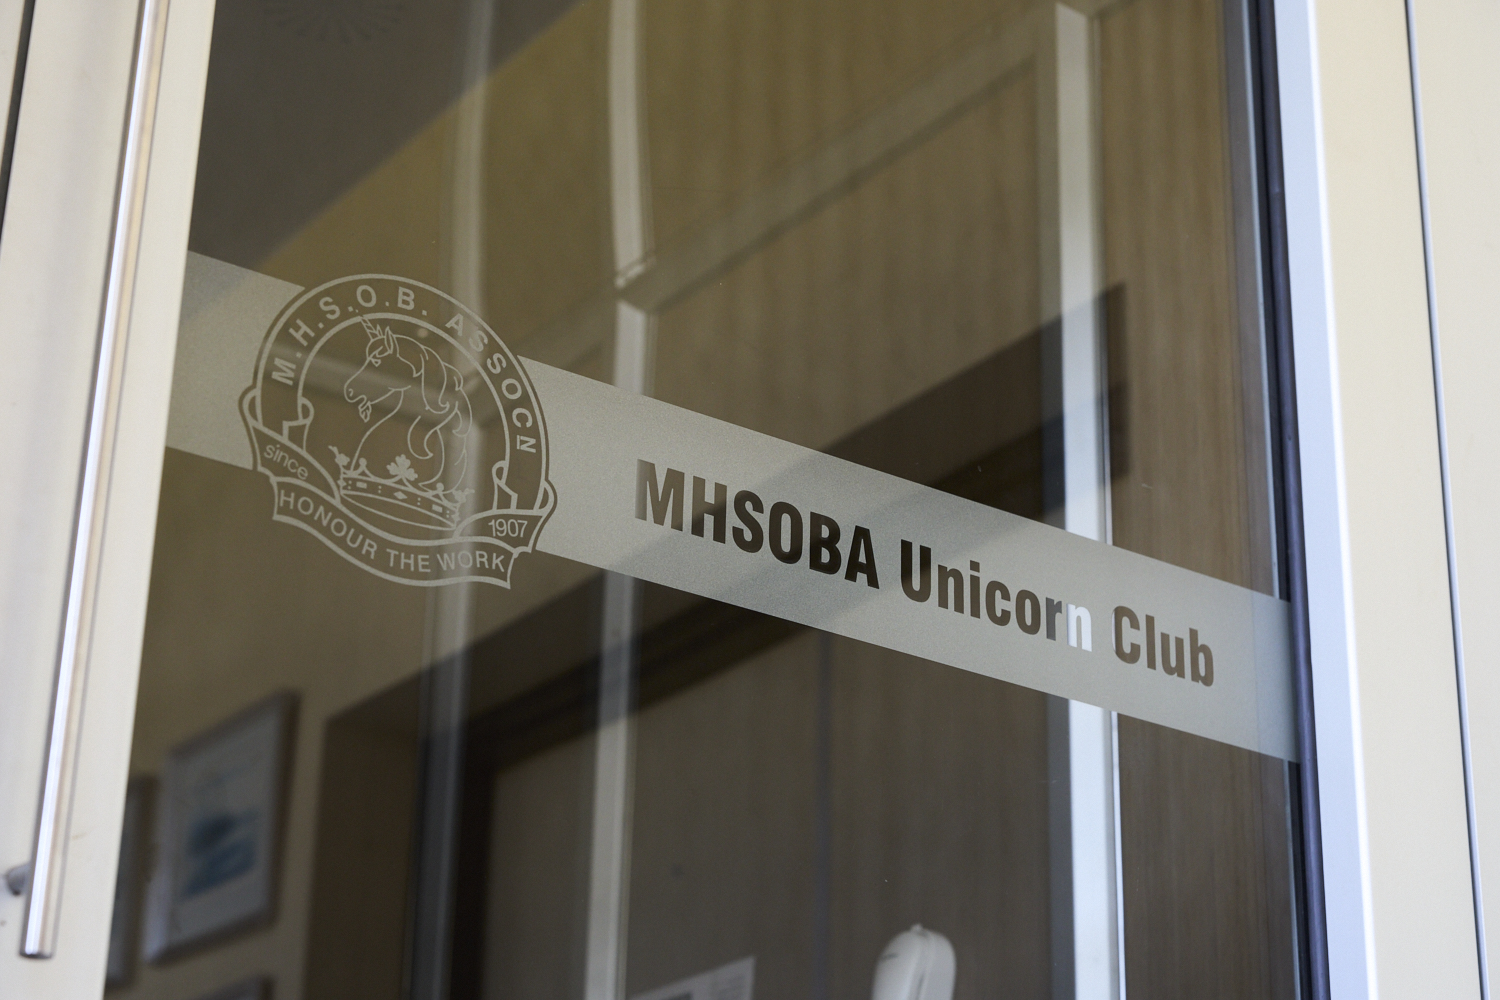 M.H.S.O.B. ASSOCN
since
1907
HONOUR THE WORK
MHSOBA Unicorn Club